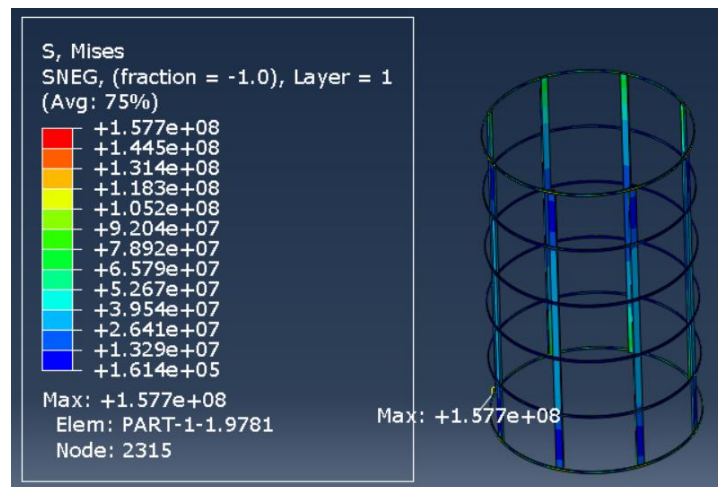 S, Mises
SNEG, (fraction = -1.0), Layer = 1
(Avg: 75%)
+1.577e+08
+1.445e+08
+1.314e+08
+1.183e+08
+1.052e+08
+9.204e+07
+7.892e+07
+6.579e+07
+5.267e+07
+3.954e+07
+2.641e+07
+1.329e+07
+1.614e+05
Max: +1.577e+08
Elem: PART-1-1.9781
Node: 2315
Max: +1.577e+08